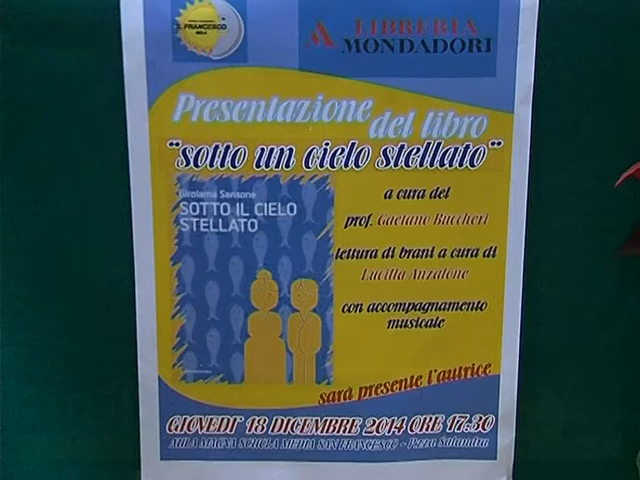 S. FRANCESCO
LIBRERIA
MONDADORI
Presentazione
del libro
"sotto un cielo stellato"
Girolama Sansone
SOTTO IL CIELO
STELLATO
a cura del
prof. Gaetano Buccheri
lettura di brani a cura di
Lucilla Anzalone
con accompagnamento
musicale
sarà presente l'autrice
GIOVEDI' 18 DICEMBRE 2014 ORE 17.30
AULA MAGNA SCUOLA MEDIA SAN FRANCESCO - P.zza Salandra